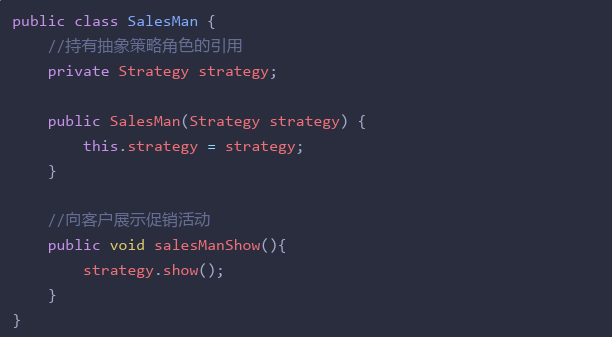 public class SalesMan {
    //持有抽象策略角色的引用
    private Strategy strategy;

    public SalesMan(Strategy strategy) {
        this.strategy = strategy;
    }

    //向客户展示促销活动
    public void salesManShow(){
        strategy.show();
    }
}